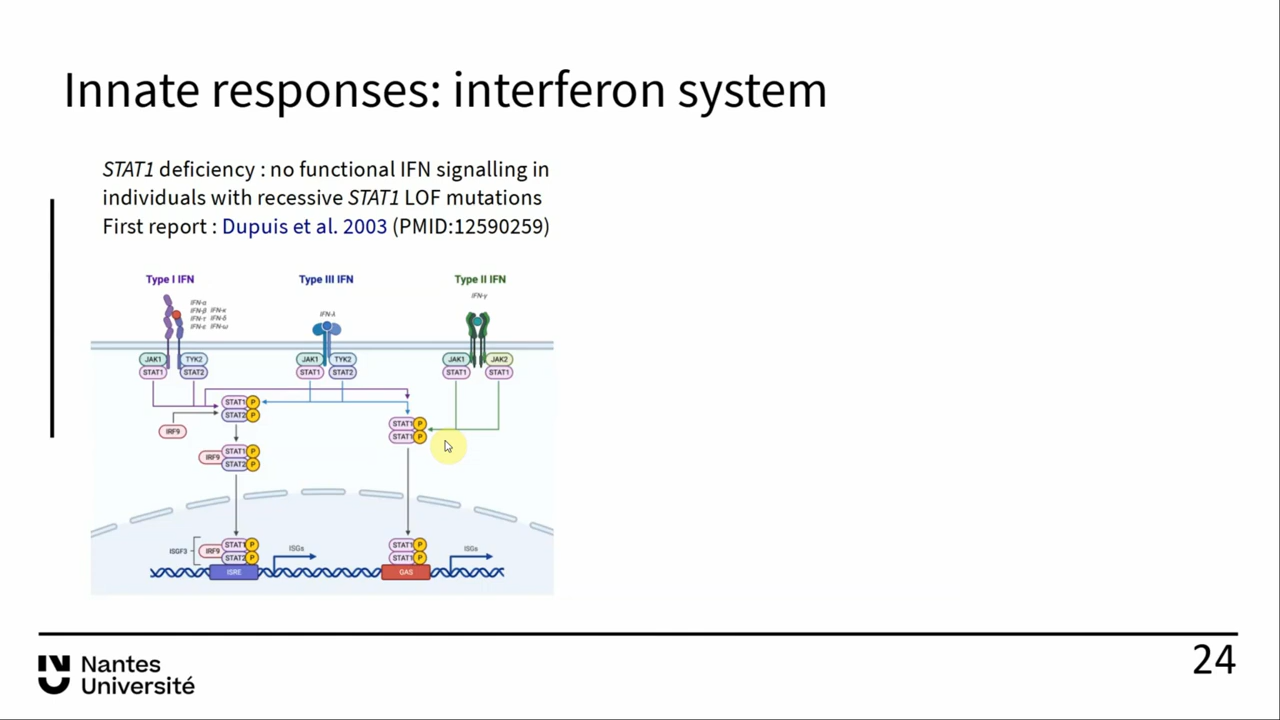 Innate responses: interferon system
STAT1 deficiency : no functional IFN signalling in
individuals with recessive STAT1 LOF mutations
First report : Dupuis et al. 2003 (PMID:12590259)
Type I IFN
Type III IFN
Type II IFN
IFN-α
IFN-β IFN-κ
IFN-τ IFN-δ
IFN-ε IFN-ω
IFN-λ
IFN-γ
JAK1 TYK2
STAT1 STAT2
JAK1 TYK2
STAT1 STAT2
JAK1 JAK2
STAT1 STAT1
STAT1 P
STAT2 P
IRF9
STAT1 P
STAT1 P
IRF9 STAT1 P
STAT2 P
ISGF3 IRF9 STAT1 P
STAT2 P
ISGs
ISRE
STAT1 P
STAT1 P
ISGs
GAS
Nantes
Université
24